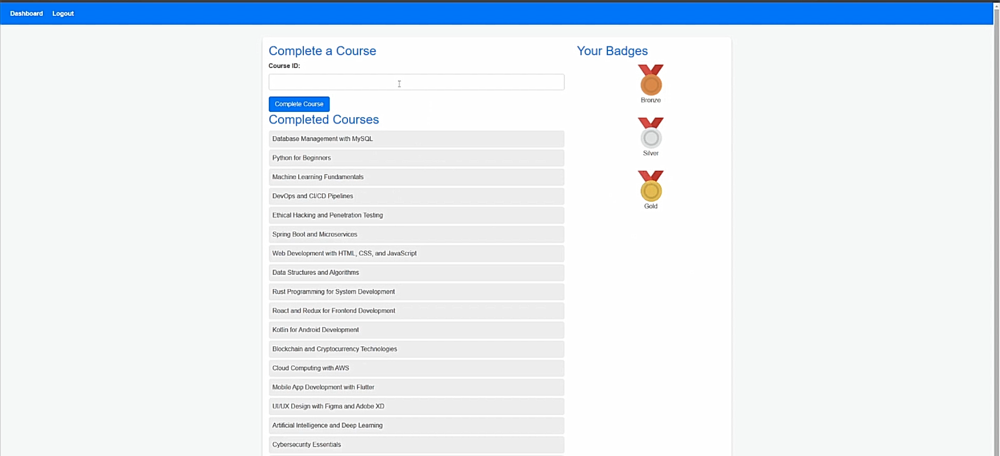 Dashboard Logout
Complete a Course
Course ID:
Complete Course
Completed Courses
Database Management with MySQL
Python for Beginners
Machine Learning Fundamentals
DevOps and CI/CD Pipelines
Ethical Hacking and Penetration Testing
Spring Boot and Microservices
Web Development with HTML, CSS, and JavaScript
Data Structures and Algorithms
Rust Programming for System Development
React and Redux for Frontend Development
Kotlin for Android Development
Blockchain and Cryptocurrency Technologies
Cloud Computing with AWS
Mobile App Development with Flutter
UI/UX Design with Figma and Adobe XD
Artificial Intelligence and Deep Learning
Cybersecurity Essentials
Your Badges
Bronze
Silver
Gold